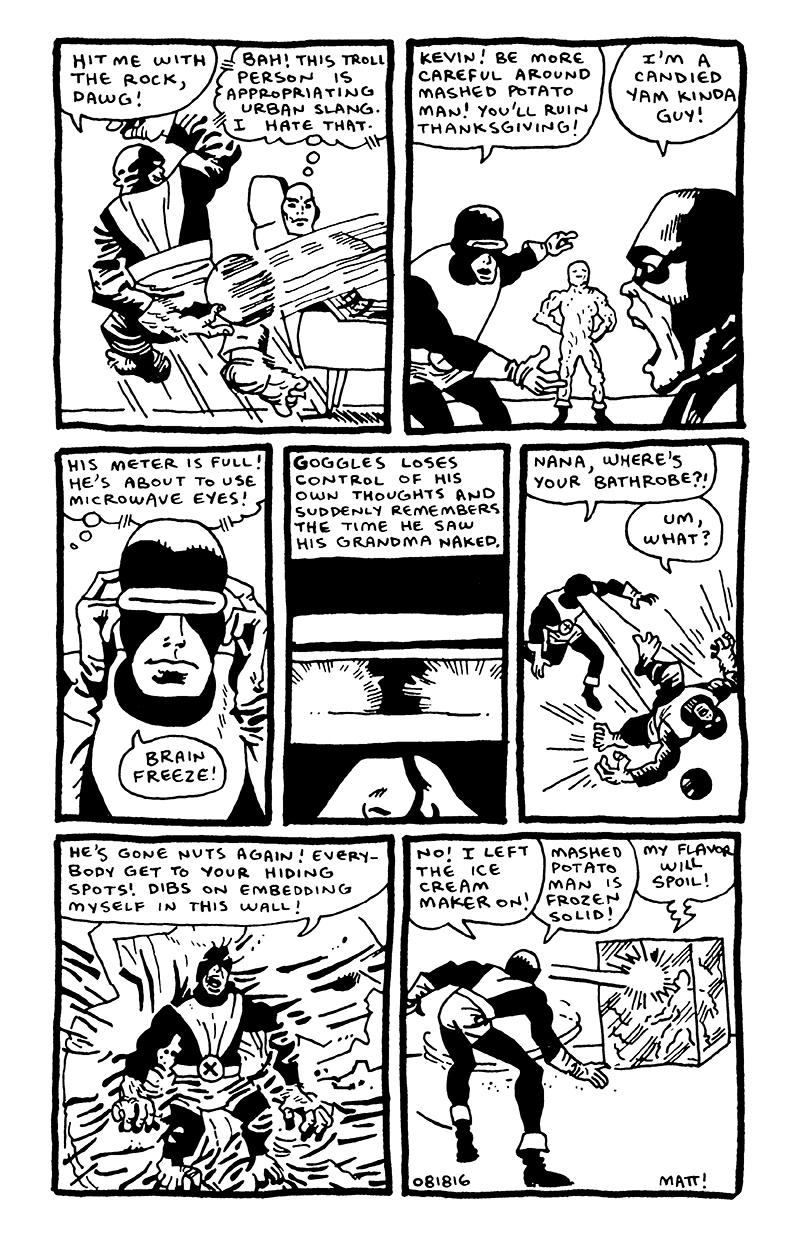 HIT ME WITH
THE ROCK,
DAWG!
BAH! THIS TROLL
PERSON IS
APPROPRIATING
URBAN SLANG.
I HATE THAT.
KEVIN! BE MORE
CAREFUL AROUND
MASHED POTATO
MAN! YOU'LL RUIN
THANKSGIVING!
I'M A
CANDIED
YAM KINDA
GUY!
HIS METER IS FULL!
HE'S ABOUT TO USE
MICROWAVE EYES!
BRAIN
FREEZE!
GOGGLES LOSES
CONTROL OF HIS
OWN THOUGHTS AND
SUDDENLY REMEMBERS
THE TIME HE SAW
HIS GRANDMA NAKED.
NANA, WHERE'S
YOUR BATHROBE?!
UM,
WHAT?
HE'S GONE NUTS AGAIN! EVERY-
BODY GET TO YOUR HIDING
SPOTS! DIBS ON EMBEDDING
MYSELF IN THIS WALL!
X
NO! I LEFT
THE ICE
CREAM
MAKER ON!
MASHED
POTATO
MAN IS
FROZEN
SOLID!
MY FLAVOR
WILL
SPOIL!
081816
MATT!